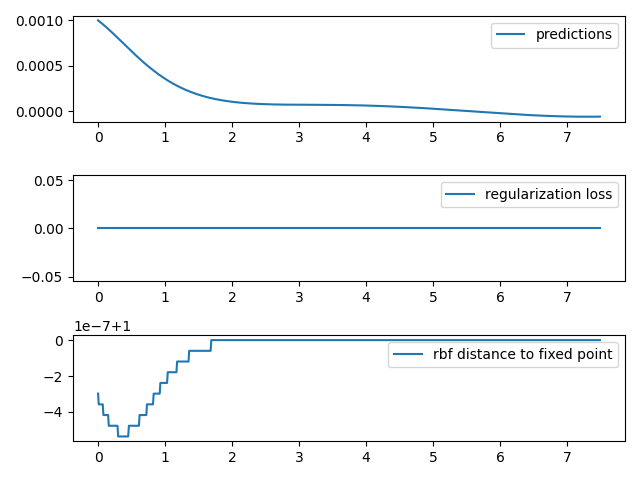 0.0010
0.0005
0.0000
predictions
0 1 2 3 4 5 6 7
0.05
0.00
−0.05
regularization loss
0 1 2 3 4 5 6 7
1e−7+1
0
−2
−4
rbf distance to fixed point
0 1 2 3 4 5 6 7